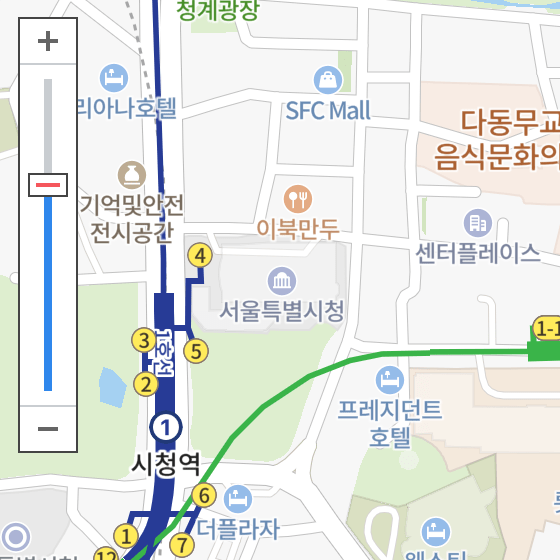 청계광장
리아나호텔
SFC Mall
다동무교
음식문화의
기억및안전
전시공간
이북만두
센터플레이스
4
서울특별시청
1호선
3
5
1-1
2
프레지던트
호텔
1
시청역
6
더플라자
1
7
12